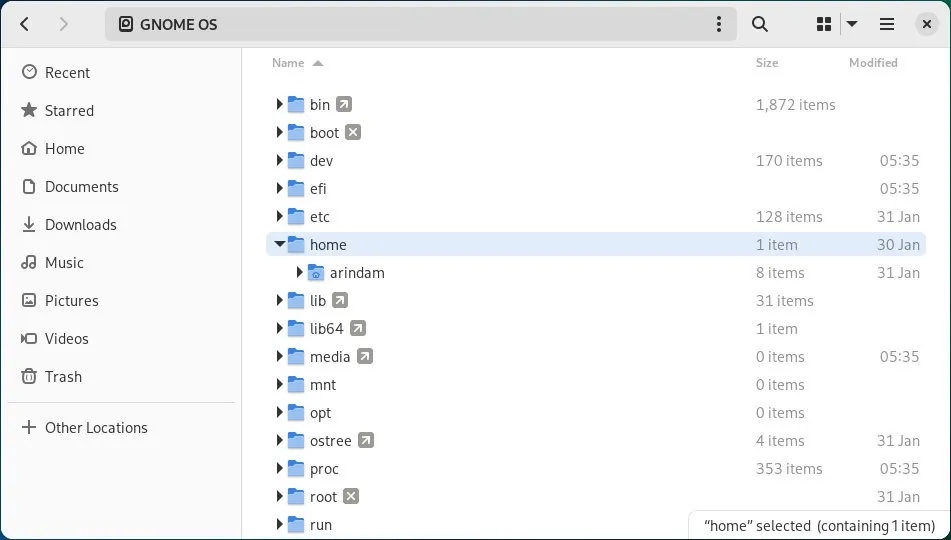 GNOME OS
Recent
Starred
Home
Documents
Downloads
Music
Pictures
Videos
Trash
Other Locations
Name Size Modified
bin 1,872 items
boot
dev 170 items 05:35
efi 05:35
etc 128 items 31 Jan
home 1 item 30 Jan
arindam 8 items 31 Jan
lib 31 items
lib64 1 item
media 0 items 05:35
mnt 0 items
opt 0 items
ostree 4 items 31 Jan
proc 353 items 05:35
root 31 Jan
run
“home” selected (containing 1 item)